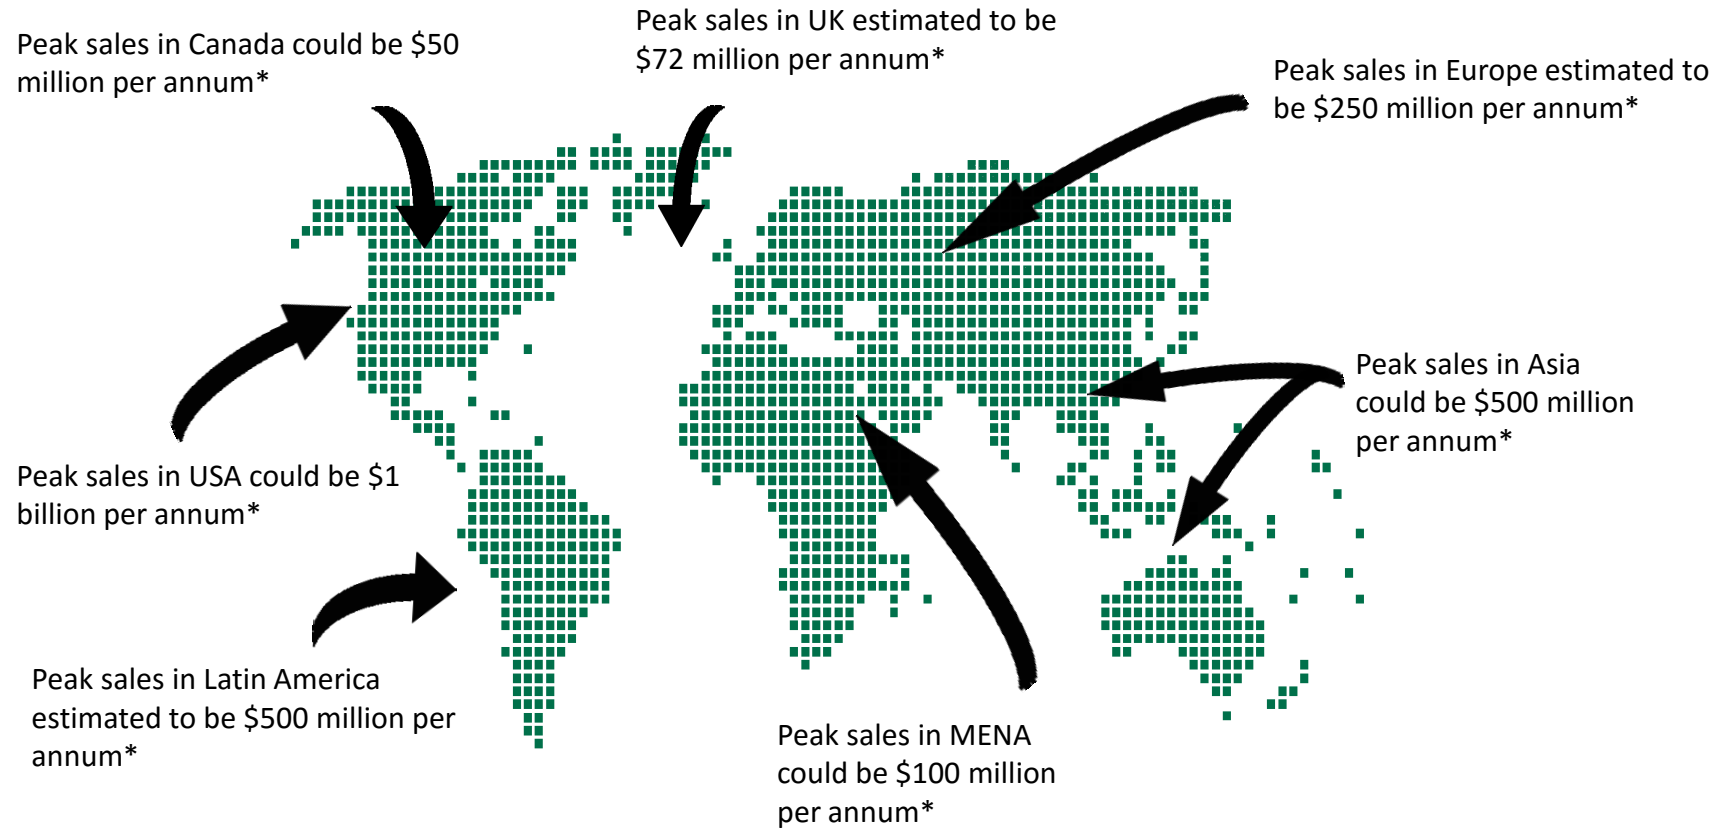 Peak sales in Canada could be $50
million per annum*
Peak sales in UK estimated to be
$72 million per annum*
Peak sales in Europe estimated to
be $250 million per annum*
Peak sales in Asia
could be $500 million
per annum*
Peak sales in USA could be $1
billion per annum*
Peak sales in Latin America
estimated to be $500 million per
annum*
Peak sales in MENA
could be $100 million
per annum*